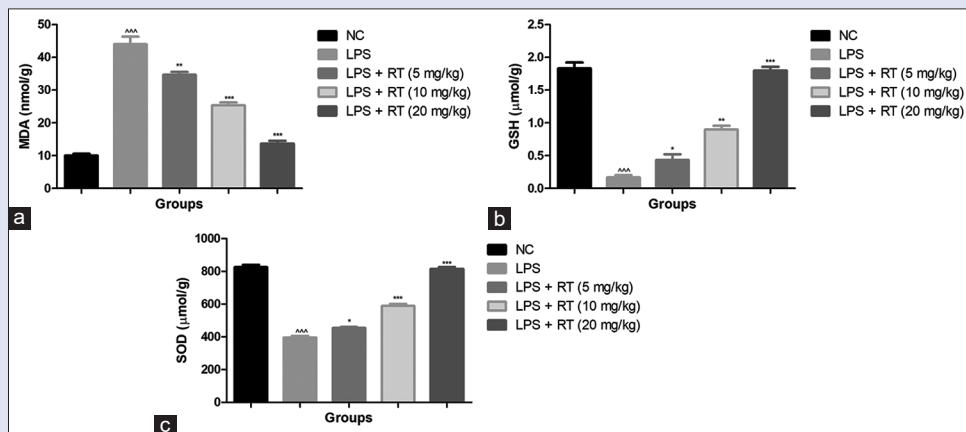 50
40
30
20
10
0
MDA (nmol/g)
^^^
**
***
***
Groups
NC
LPS
LPS + RT (5 mg/kg)
LPS + RT (10 mg/kg)
LPS + RT (20 mg/kg)
a
2.0
1.5
1.0
0.5
0.0
GSH (μmol/g)
^^^
*
**
***
Groups
NC
LPS
LPS + RT (5 mg/kg)
LPS + RT (10 mg/kg)
LPS + RT (20 mg/kg)
b
1000
800
600
400
200
0
SOD (μmol/g)
^^^
*
***
***
Groups
NC
LPS
LPS + RT (5 mg/kg)
LPS + RT (10 mg/kg)
LPS + RT (20 mg/kg)
c